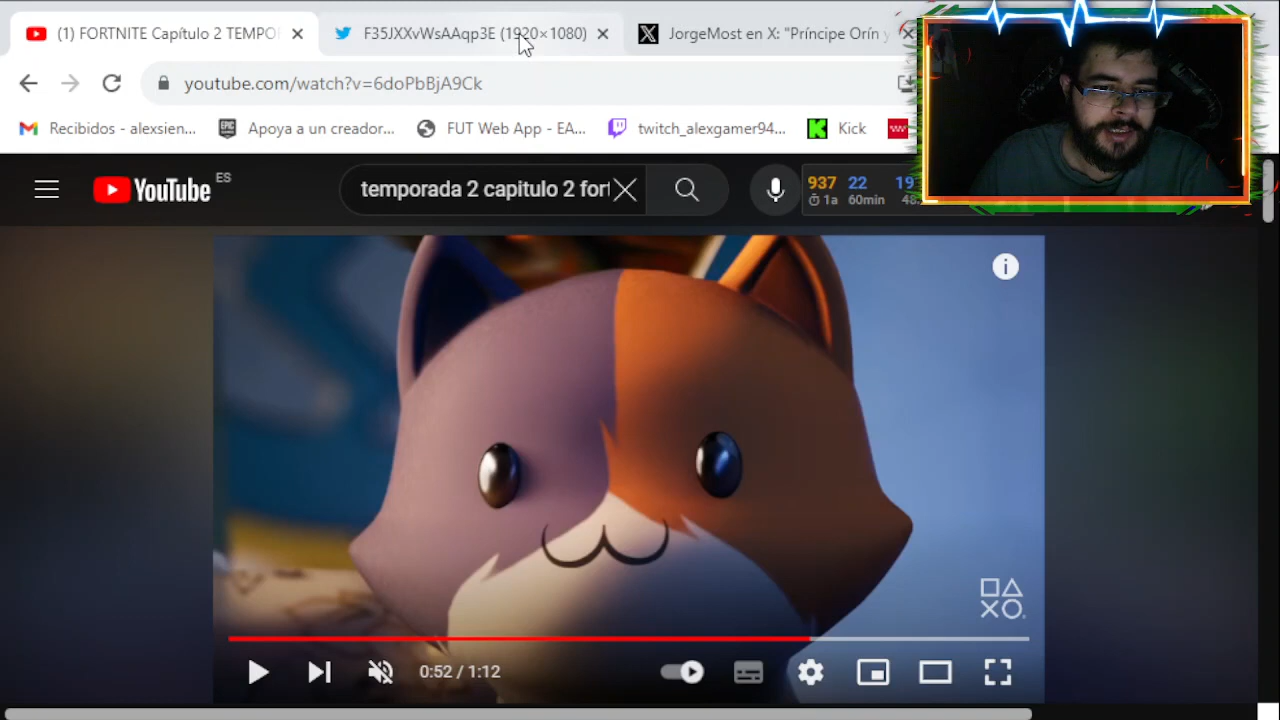 (1) FORTNITE Capítulo 2 TEMPO
F35JXXvWsAAqp3E (1920×1080)
JorgeMost en X: "Príncipe Orín y
youtube.com/watch?v=6doPbBjA9Ck
Recibidos - alexsien...
EPIC
Apoya a un creador...
FUT Web App - EA...
twitch_alexgamer94...
Kick
YouTube ES
temporada 2 capitulo 2 fort
937 22 19
1a 60min 48
0:52 / 1:12